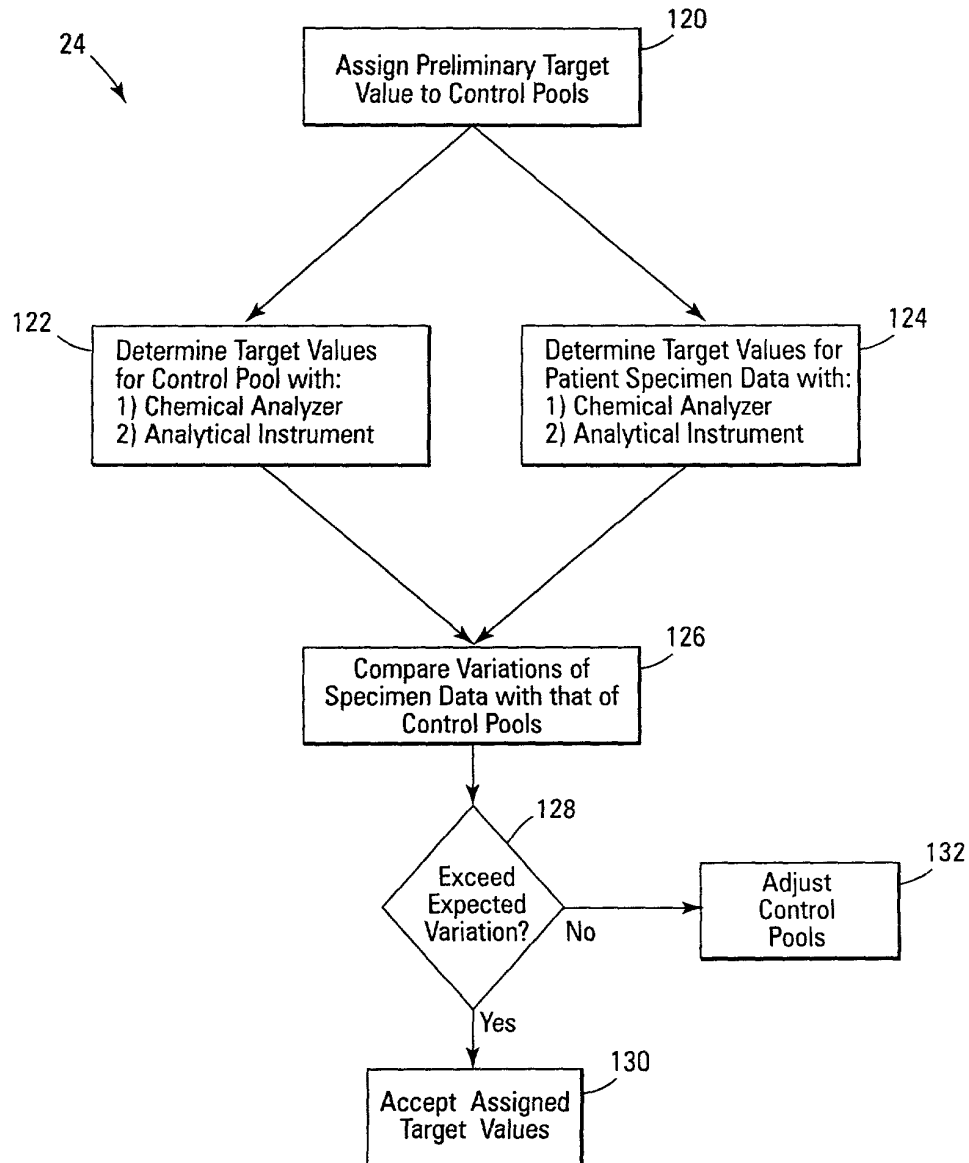 24
120
Assign Preliminary Target
Value to Control Pools
122
Determine Target Values
for Control Pool with:
1) Chemical Analyzer
2) Analytical Instrument
124
Determine Target Values for
Patient Specimen Data with:
1) Chemical Analyzer
2) Analytical Instrument
126
Compare Variations of
Specimen Data with that of
Control Pools
128
Exceed
Expected
Variation?
No
132
Adjust
Control
Pools
Yes
130
Accept Assigned
Target Values